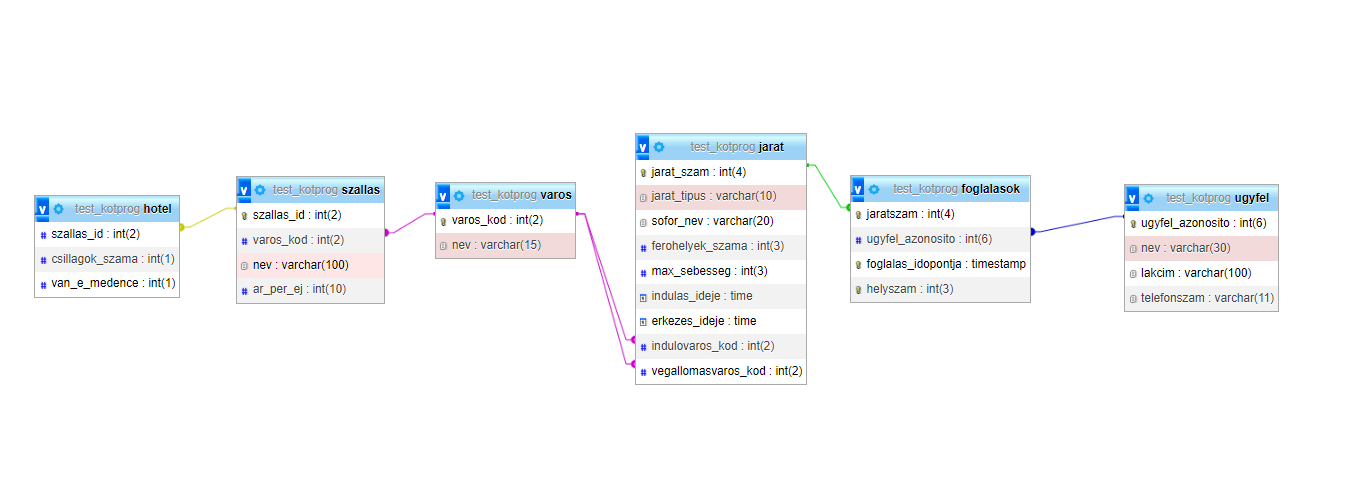 test_kotprog hotel
szallas_id : int(2)
csillagok_szama : int(1)
van_e_medence : int(1)
test_kotprog szallas
szallas_id : int(2)
varos_kod : int(2)
nev : varchar(100)
ar_per_ej : int(10)
test_kotprog varos
varos_kod : int(2)
nev : varchar(15)
test_kotprog jarat
jarat_szam : int(4)
jarat_tipus : varchar(10)
sofor_nev : varchar(20)
ferohelyek_szama : int(3)
max_sebesseg : int(3)
indulas_ideje : time
erkezes_ideje : time
indulovaros_kod : int(2)
vegallomasvaros_kod : int(2)
test_kotprog foglalasok
jaratszam : int(4)
ugyfel_azonosito : int(6)
foglalas_idopontja : timestamp
helyszam : int(3)
test_kotprog ugyfel
ugyfel_azonosito : int(6)
nev : varchar(30)
lakcim : varchar(100)
telefonszam : varchar(11)